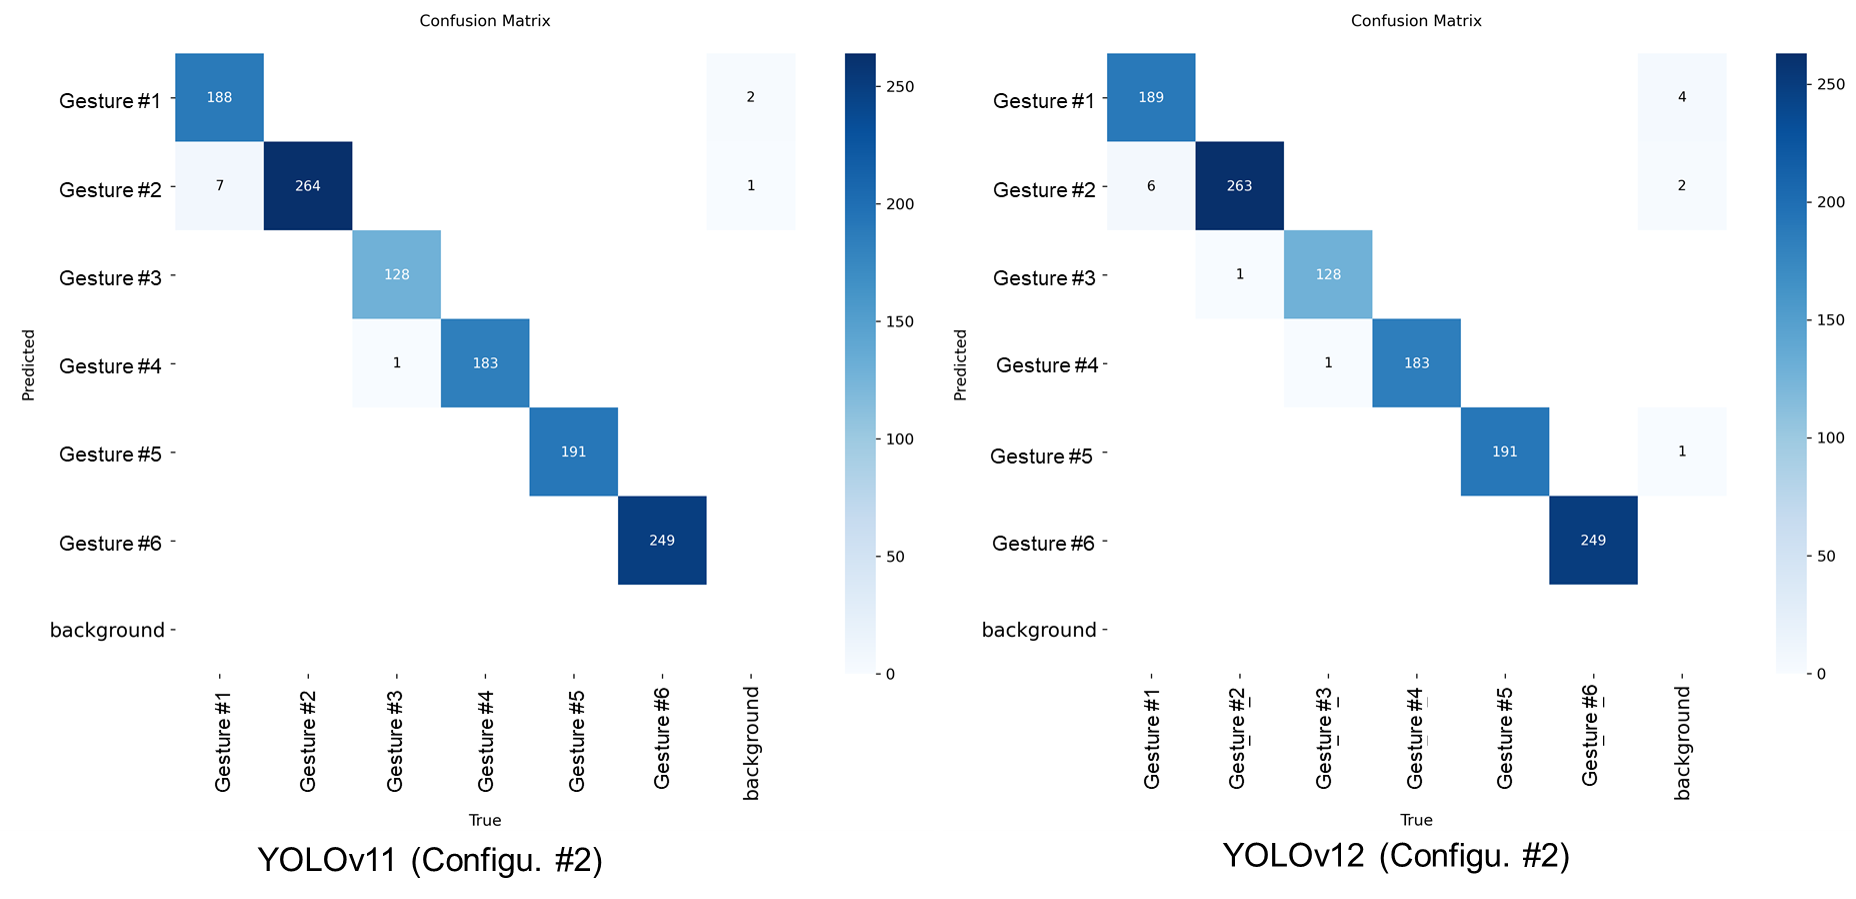 Confusion Matrix
Predicted
Gesture #1
Gesture #2
Gesture #3
Gesture #4
Gesture #5
Gesture #6
background
188
2
7
264
1
128
1
183
191
249
250
200
150
100
50
0
Gesture #1
Gesture #2
Gesture #3
Gesture #4
Gesture #5
Gesture #6
background
True
YOLOv11 (Configu. #2)
Confusion Matrix
Predicted
Gesture #1
Gesture #2
Gesture #3
Gesture #4
Gesture #5
Gesture #6
background
189
4
6
263
2
1
128
1
183
191
1
249
250
200
150
100
50
0
Gesture #1
Gesture #2
Gesture #3
Gesture #4
Gesture #5
Gesture #6
background
True
YOLOv12 (Configu. #2)